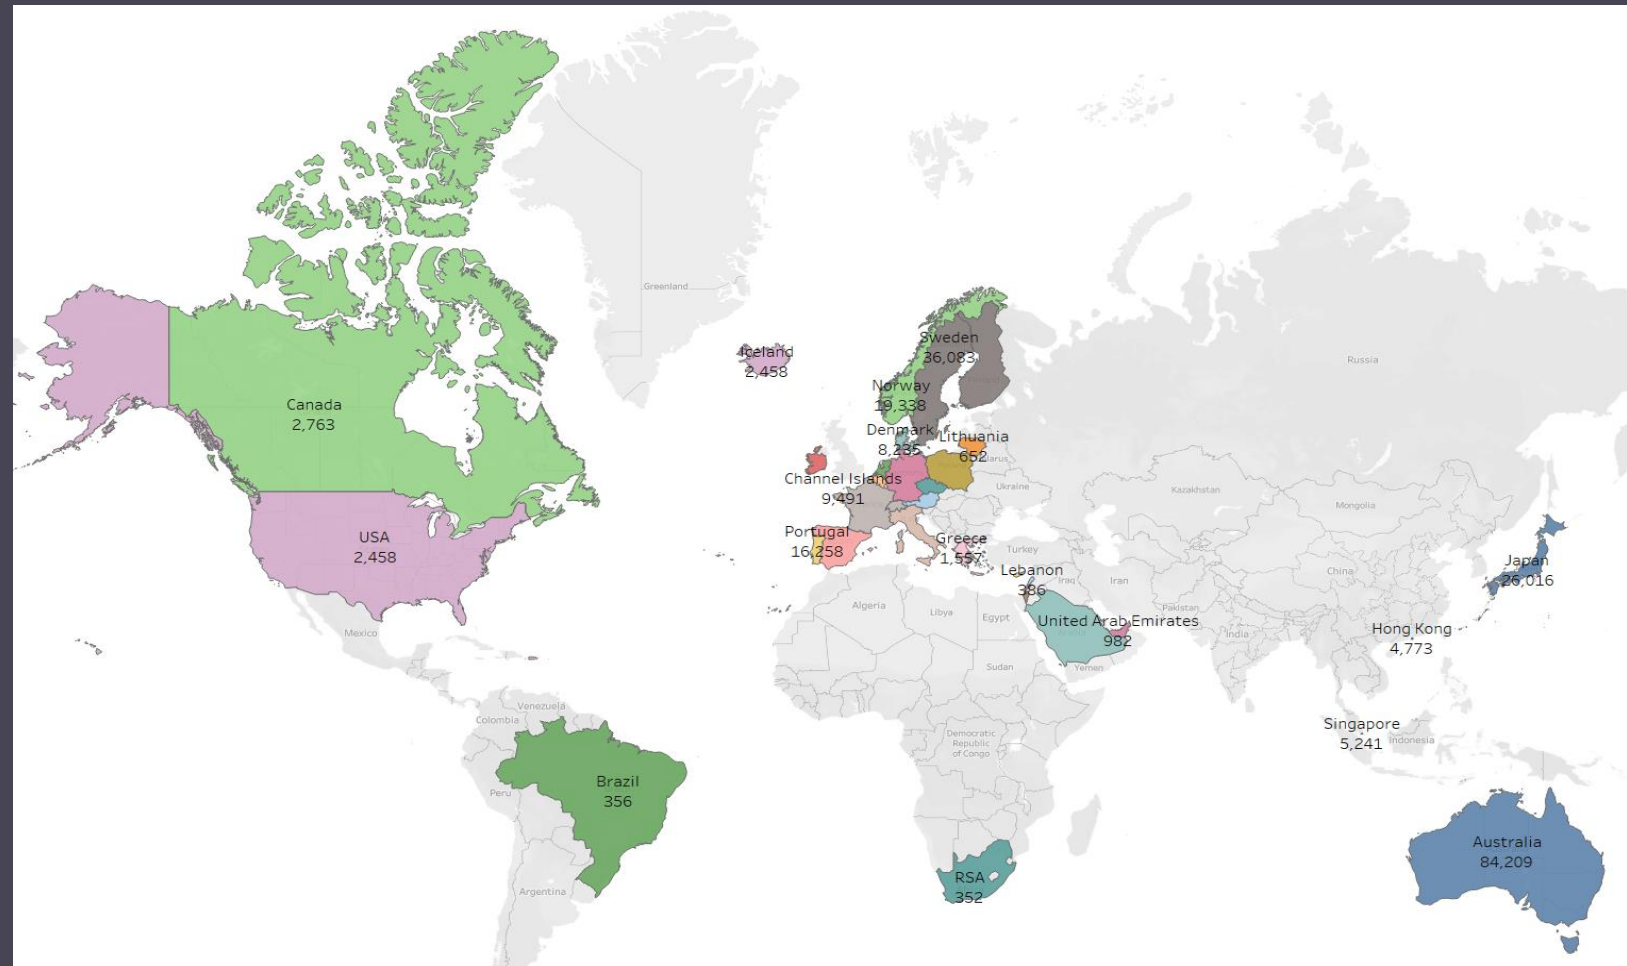 Greenland
Sweden
36,083
Iceland
2,458
Russia
Norway
19,338
Canada
2,763
Denmark
8,235
Lithuania
652
Channel Islands
9,491
Ukraine
Kazakhstan
Mongolia
USA
2,458
Portugal
16,258
Greece
1,557
Turkey
Lebanon
386
Iraq
Iran
China
Japan
26,016
Algeria
Libya
Egypt
Pakistan
United Arab Emirates
982
India
Hong Kong
4,773
Mexico
Sudan
Yemen
Venezuela
Colombia
Singapore
5,241
Indonesia
Democratic
Republic
of Congo
Brazil
356
Peru
Australia
84,209
RSA
352
Argentina